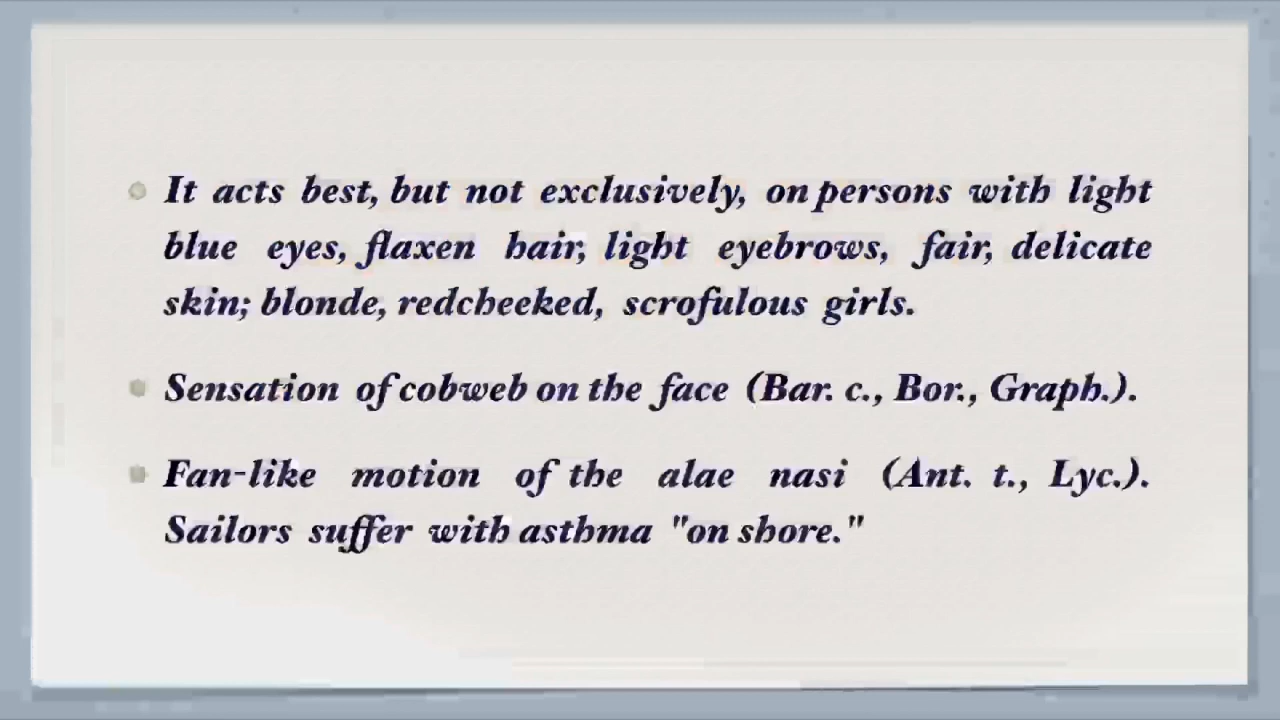 It acts best, but not exclusively, on persons with light
blue eyes, flaxen hair, light eyebrows, fair, delicate
skin; blonde, redcheeked, scrofulous girls.
Sensation of cobweb on the face (Bar. c., Bor., Graph.).
Fan-like motion of the alae nasi (Ant. t., Lyc.).
Sailors suffer with asthma "on shore."